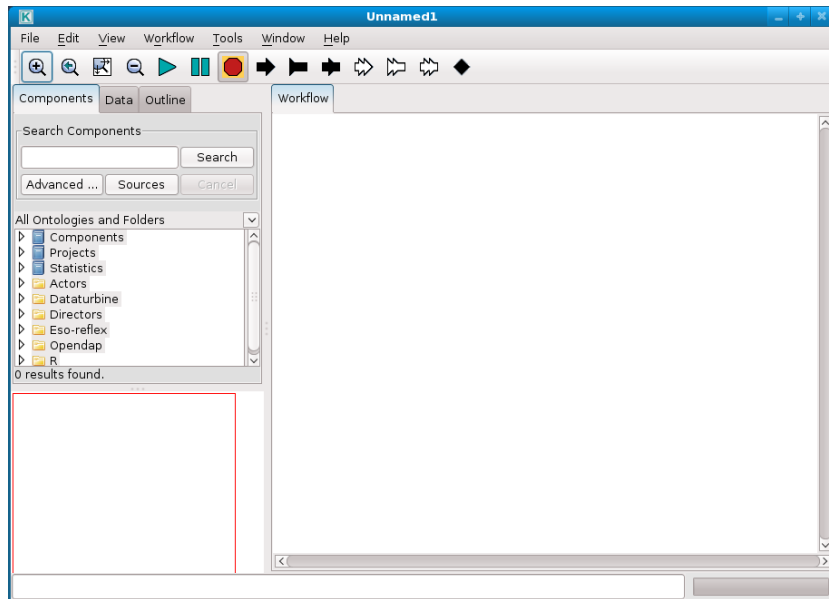 K
Unnamed1
File Edit View Workflow Tools Window Help
Components Data Outline
Workflow
Search Components
Search
Advanced ... Sources Cancel
All Ontologies and Folders
Components
Projects
Statistics
Actors
Dataturbine
Directors
Eso-reflex
Opendap
R
0 results found.